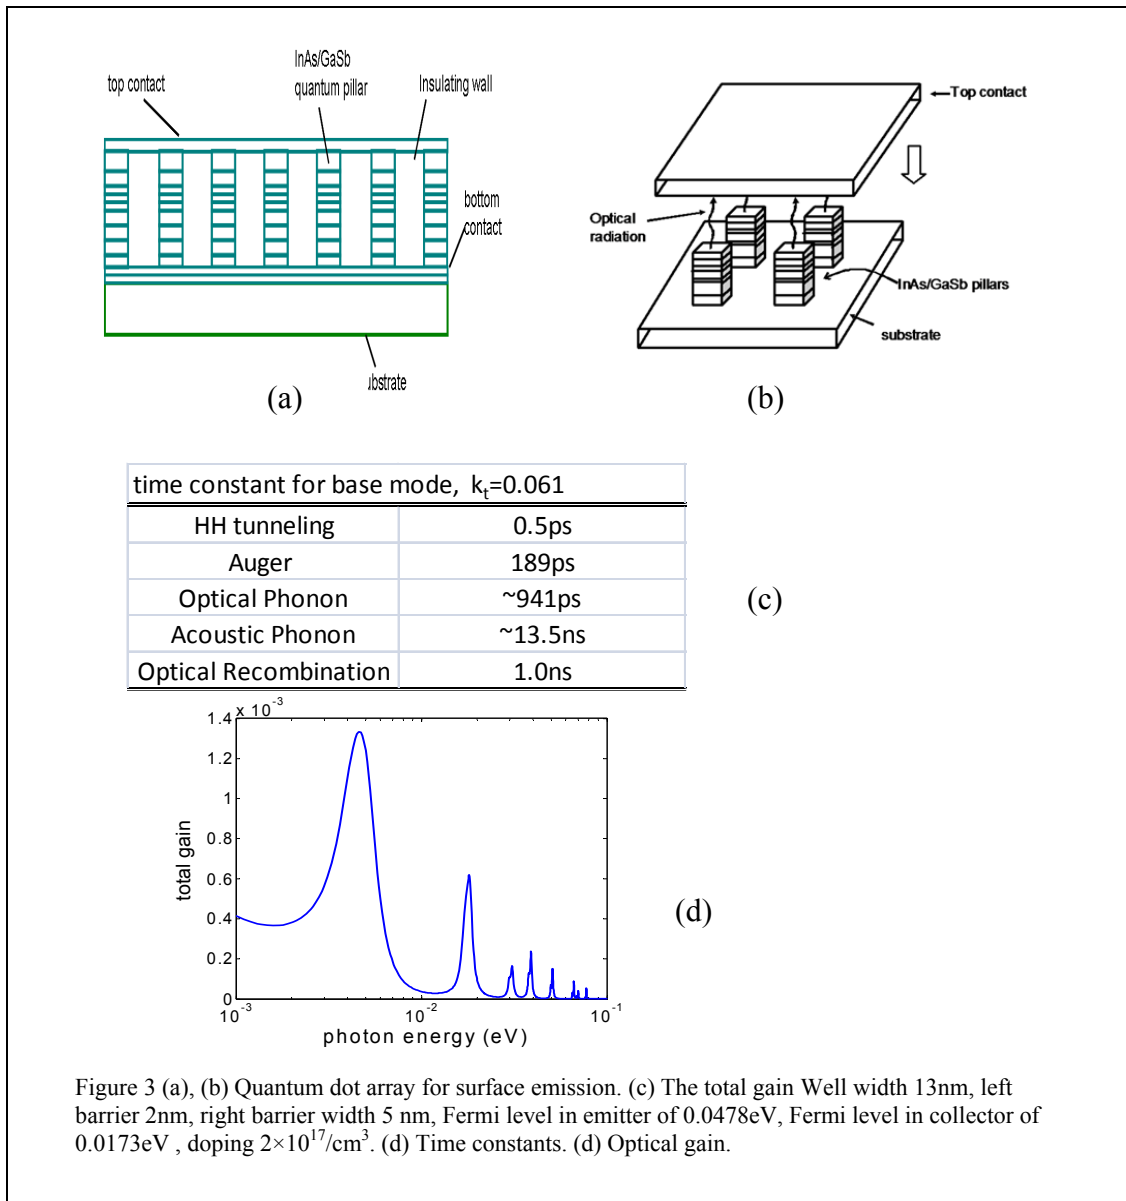 InAs/GaSb
top contact
quantum pillar
Insulating wall
bottom
contact
ubstrate
(a)
Top contact
Optical
radiation
InAs/GaSb pillars
substrate
(b)
time constant for base mode, kt=0.061
HH tunneling 0.5ps
Auger 189ps
Optical Phonon ~941ps
Acoustic Phonon ~13.5ns
Optical Recombination 1.0ns
(c)
x 10^-3
1.4
1.2
1
0.8
0.6
0.4
0.2
0
total gain
10^-3 10^-2 10^-1
photon energy (eV)
(d)
Figure 3 (a), (b) Quantum dot array for surface emission. (c) The total gain Well width 13nm, left
barrier 2nm, right barrier width 5 nm, Fermi level in emitter of 0.0478eV, Fermi level in collector of
0.0173eV , doping 2×10^17/cm^3. (d) Time constants. (d) Optical gain.